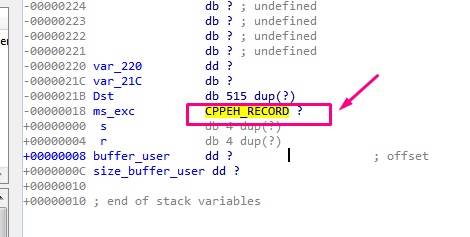 -00000224 db ? ; undefined
-00000223 db ? ; undefined
-00000222 db ? ; undefined
-00000221 db ? ; undefined
-00000220 var_220 dd ?
-0000021C var_21C db ?
-0000021B Dst db 515 dup(?)
-00000018 ms_exc CPPEH_RECORD ?
+00000000 s db 4 dup(?)
+00000004 r db 4 dup(?)
+00000008 buffer_user dd ? ; offset
+0000000C size_buffer_user dd ?
+00000010
+00000010 ; end of stack variables